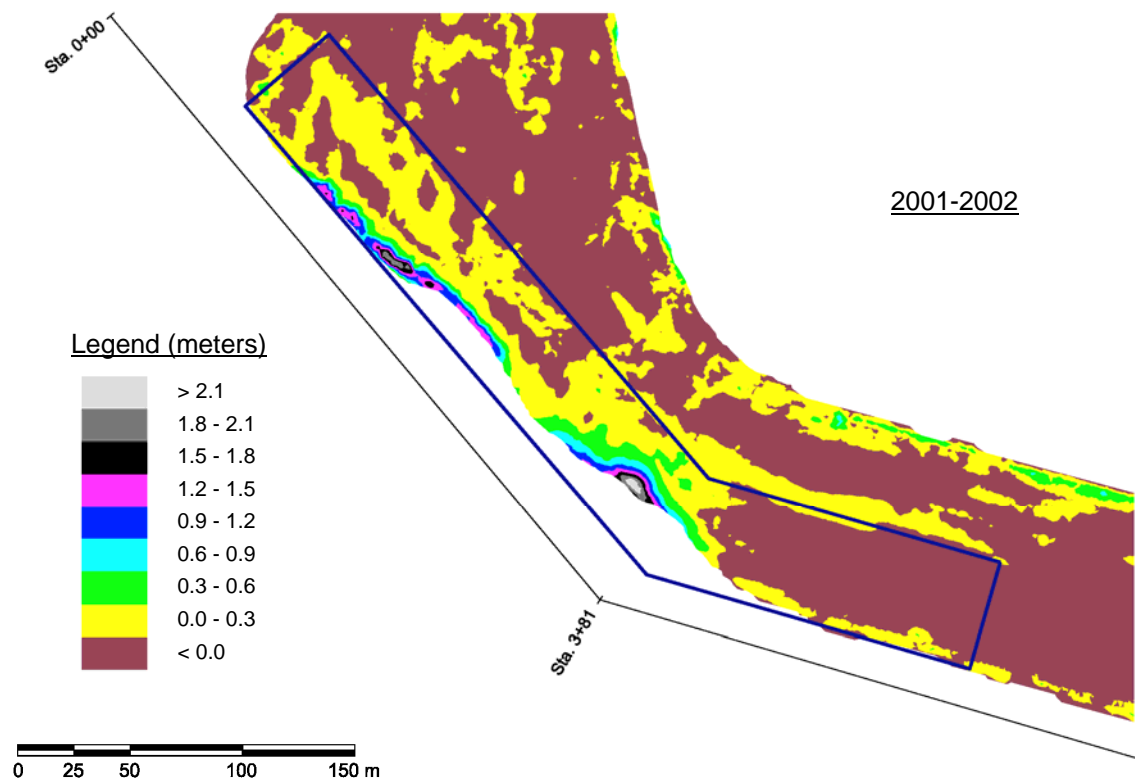 Sta. 0+00
2001-2002
Legend (meters)
> 2.1
1.8 - 2.1
1.5 - 1.8
1.2 - 1.5
0.9 - 1.2
0.6 - 0.9
0.3 - 0.6
0.0 - 0.3
< 0.0
Sta. 3+81
0 25 50 100 150 m